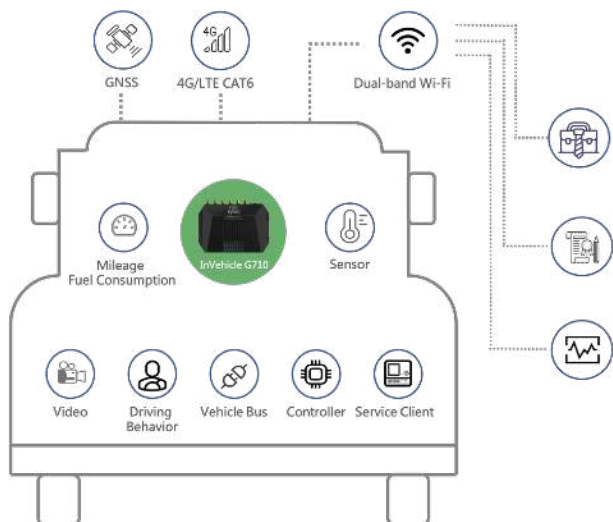 4G
GNSS
4G/LTE CAT6
Dual-band Wi-Fi
InVehicle G710
Mileage
Fuel Consumption
Sensor
Video
Driving
Behavior
Vehicle Bus
Controller
Service Client